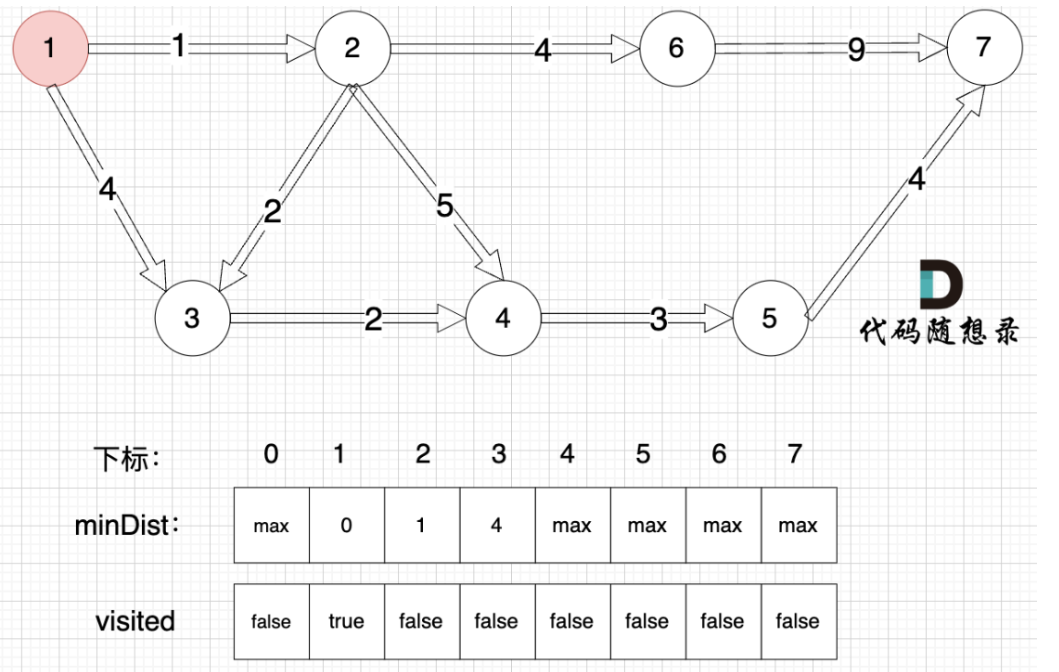 1 1 2 4 6 9 7
4 2 5 4
3 2 4 3 5
代码随想录
下标: 0 1 2 3 4 5 6 7
minDist: max 0 1 4 max max max max
visited false true false false false false false false